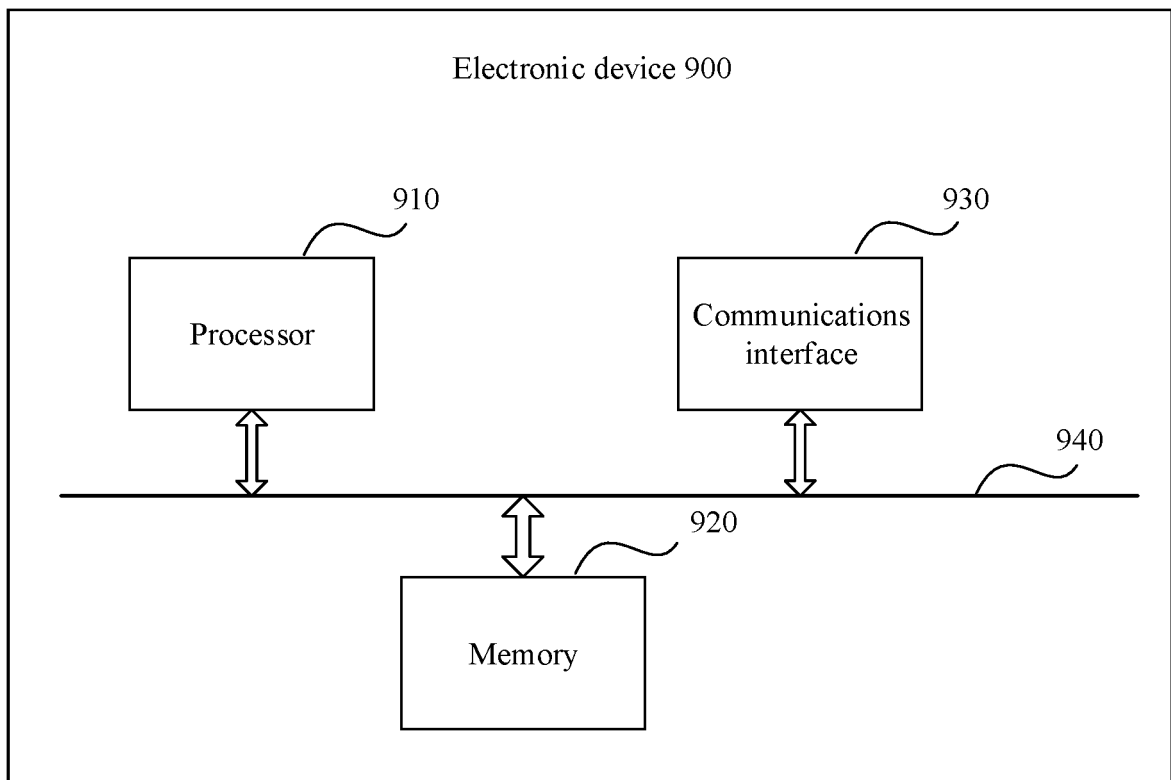 Electronic device 900
910
930
Processor
Communications
interface
940
920
Memory